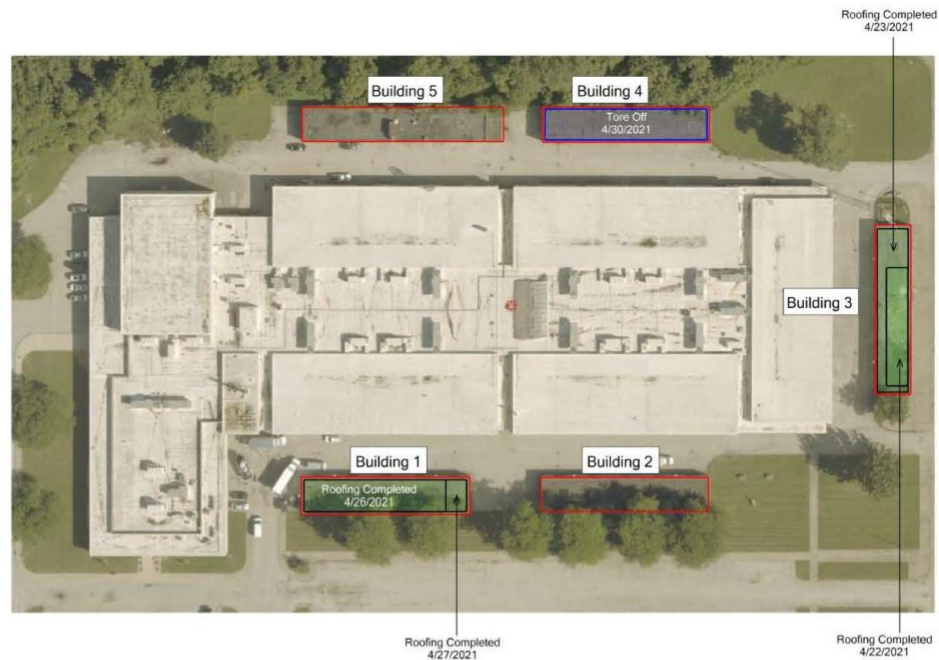 Roofing Completed
4/23/2021
Building 5
Building 4
Tore Off
4/30/2021
Building 3
Building 1
Building 2
Roofing Completed
4/26/2021
Roofing Completed
4/27/2021
Roofing Completed
4/22/2021